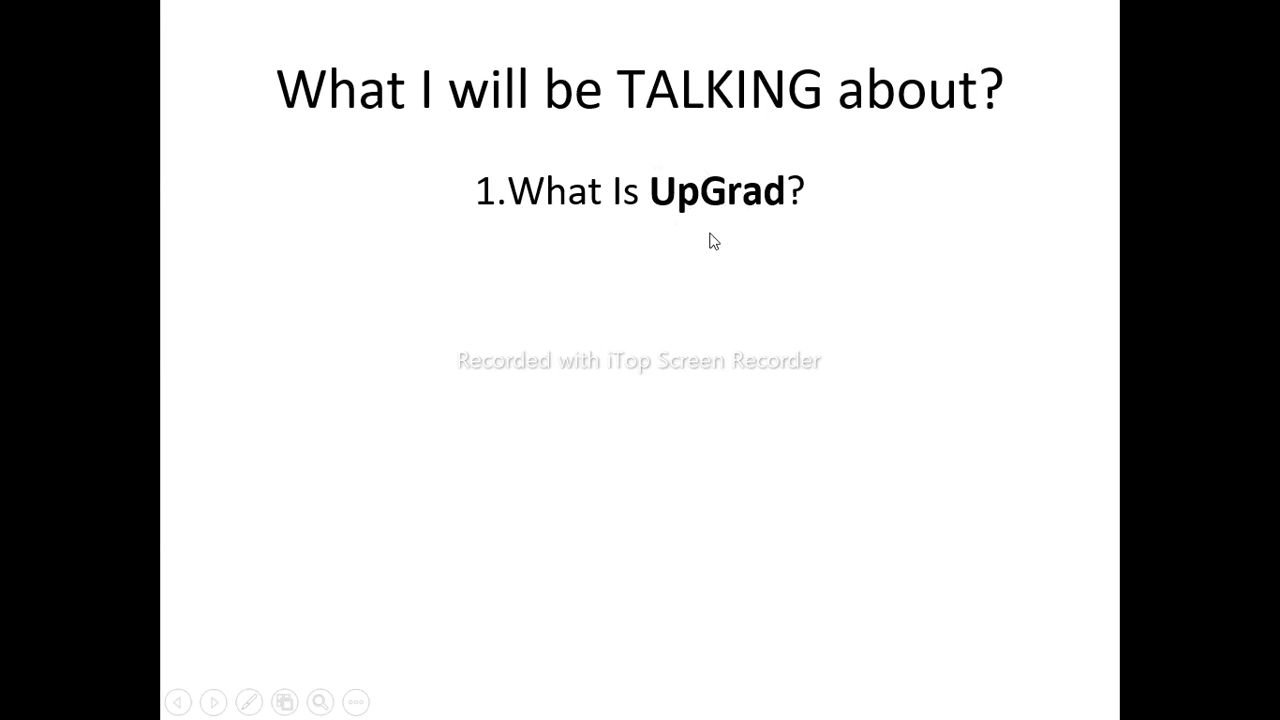 What I will be TALKING about?
1.What Is UpGrad?
Recorded with iTop Screen Recorder